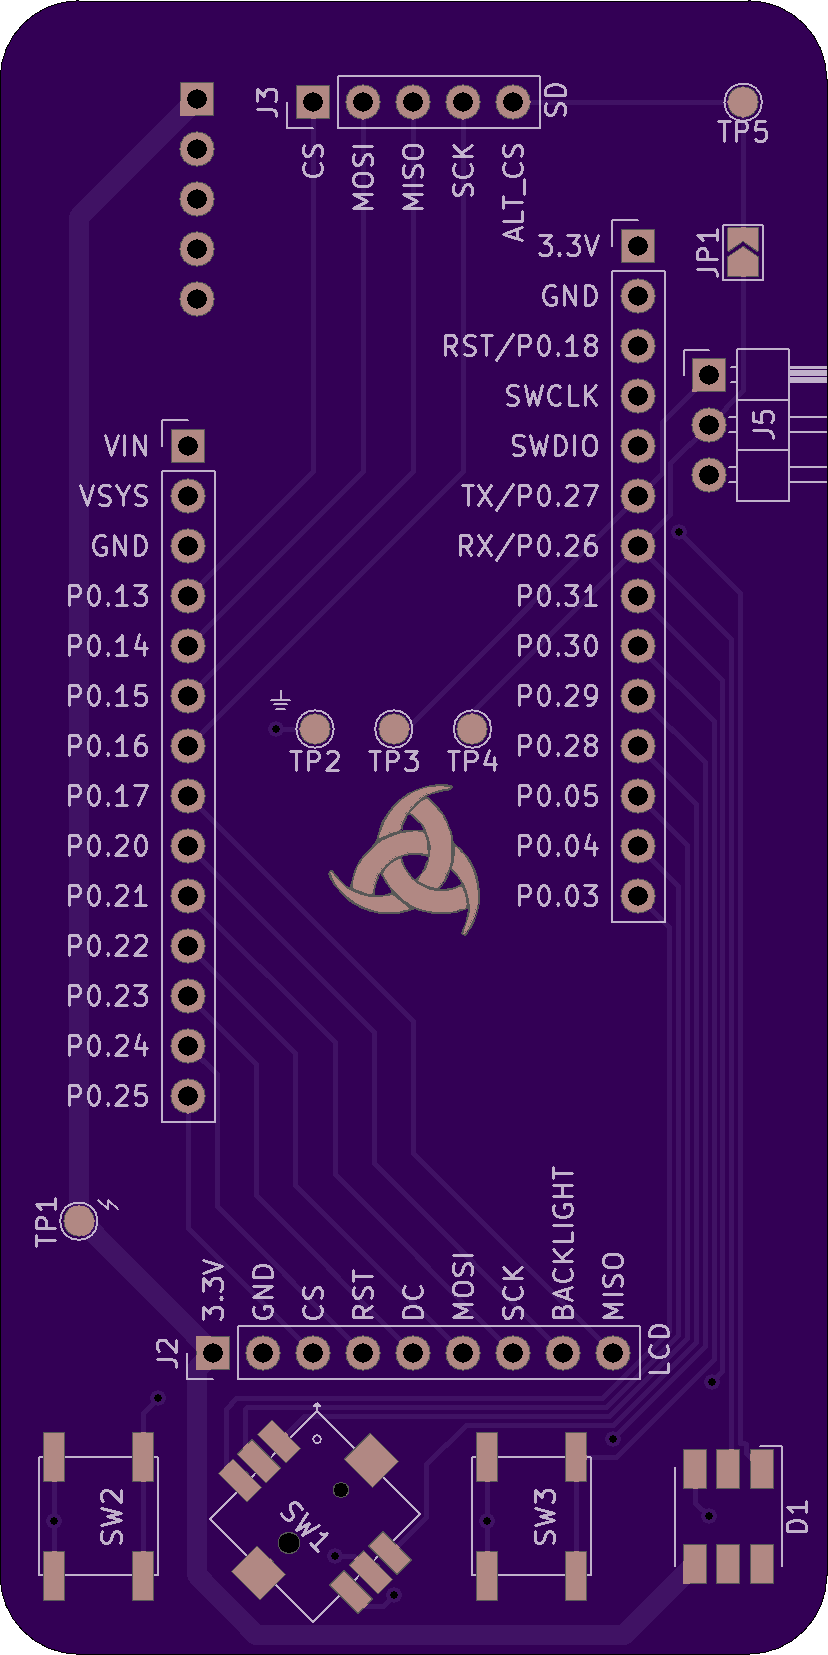 J3
SD
CS
MOSI
MISO
SCK
ALT_CS
TP5
JP1
3.3V
GND
RST/P0.18
SWCLK
SWDIO
TX/P0.27
RX/P0.26
P0.31
P0.30
P0.29
P0.28
P0.05
P0.04
P0.03
J5
VIN
VSYS
GND
P0.13
P0.14
P0.15
P0.16
P0.17
P0.20
P0.21
P0.22
P0.23
P0.24
P0.25
TP2
TP3
TP4
TP1
J2
3.3V
GND
CS
RST
DC
MOSI
SCK
BACKLIGHT
MISO
LCD
SW2
SW1
SW3
D1